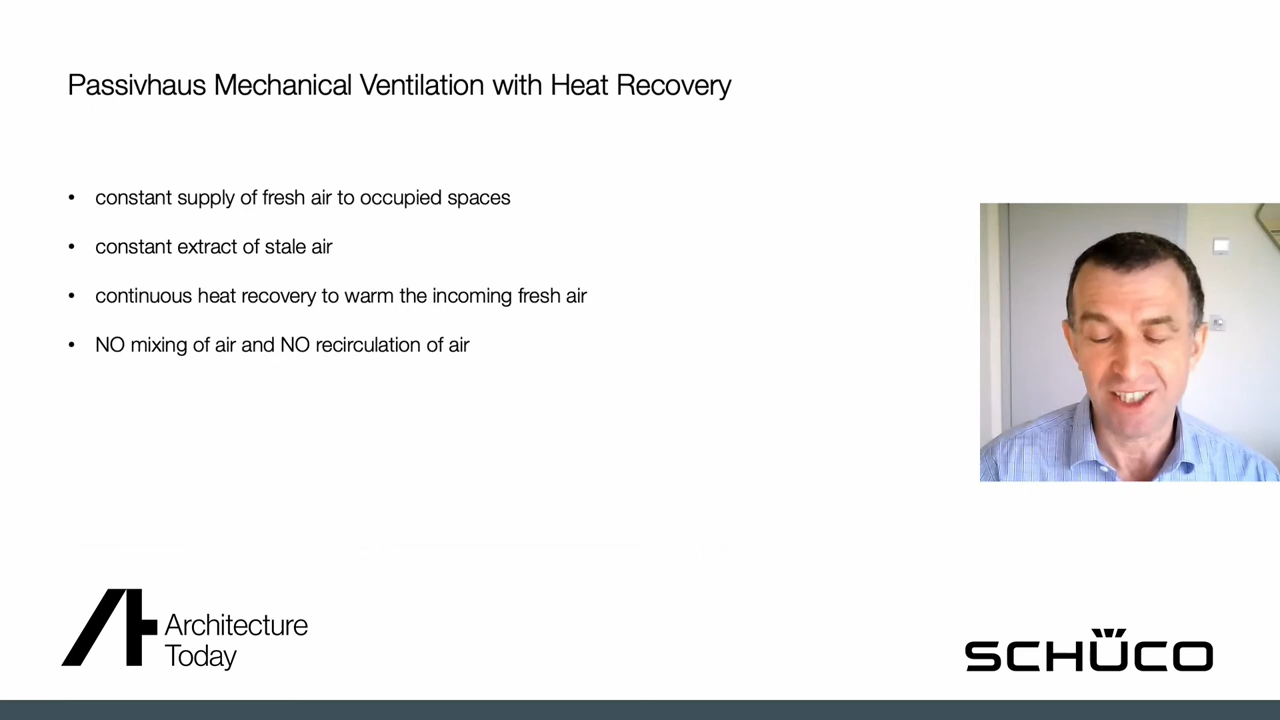 Passivhaus Mechanical Ventilation with Heat Recovery
• constant supply of fresh air to occupied spaces
• constant extract of stale air
• continuous heat recovery to warm the incoming fresh air
• NO mixing of air and NO recirculation of air
Architecture
Today
SCHÜCO